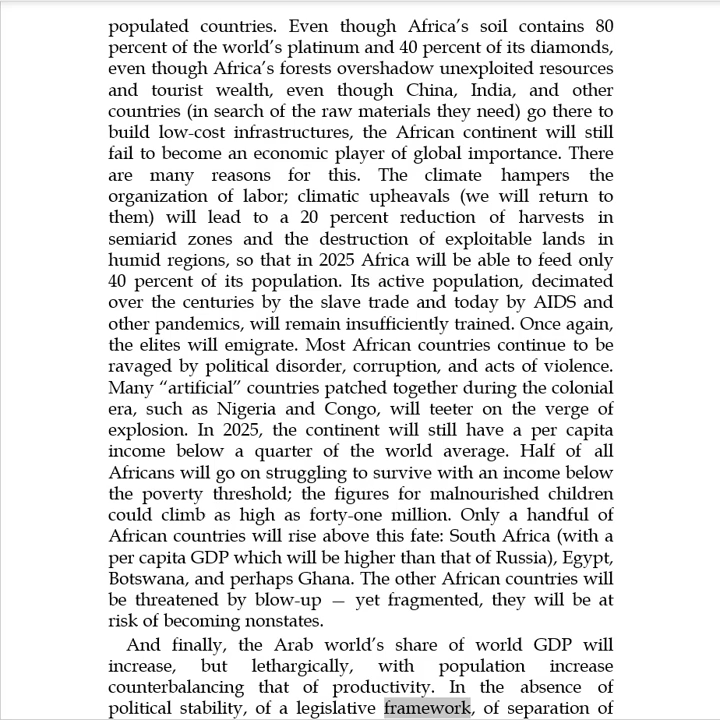 populated countries. Even though Africa’s soil contains 80
percent of the world’s platinum and 40 percent of its diamonds,
even though Africa’s forests overshadow unexploited resources
and tourist wealth, even though China, India, and other
countries (in search of the raw materials they need) go there to
build low-cost infrastructures, the African continent will still
fail to become an economic player of global importance. There
are many reasons for this. The climate hampers the
organization of labor; climatic upheavals (we will return to
them) will lead to a 20 percent reduction of harvests in
semiarid zones and the destruction of exploitable lands in
humid regions, so that in 2025 Africa will be able to feed only
40 percent of its population. Its active population, decimated
over the centuries by the slave trade and today by AIDS and
other pandemics, will remain insufficiently trained. Once again,
the elites will emigrate. Most African countries continue to be
ravaged by political disorder, corruption, and acts of violence.
Many “artificial” countries patched together during the colonial
era, such as Nigeria and Congo, will teeter on the verge of
explosion. In 2025, the continent will still have a per capita
income below a quarter of the world average. Half of all
Africans will go on struggling to survive with an income below
the poverty threshold; the figures for malnourished children
could climb as high as forty-one million. Only a handful of
African countries will rise above this fate: South Africa (with a
per capita GDP which will be higher than that of Russia), Egypt,
Botswana, and perhaps Ghana. The other African countries will
be threatened by blow-up — yet fragmented, they will be at
risk of becoming nonstates.
And finally, the Arab world’s share of world GDP will
increase, but lethargically, with population increase
counterbalancing that of productivity. In the absence of
political stability, of a legislative framework, of separation of